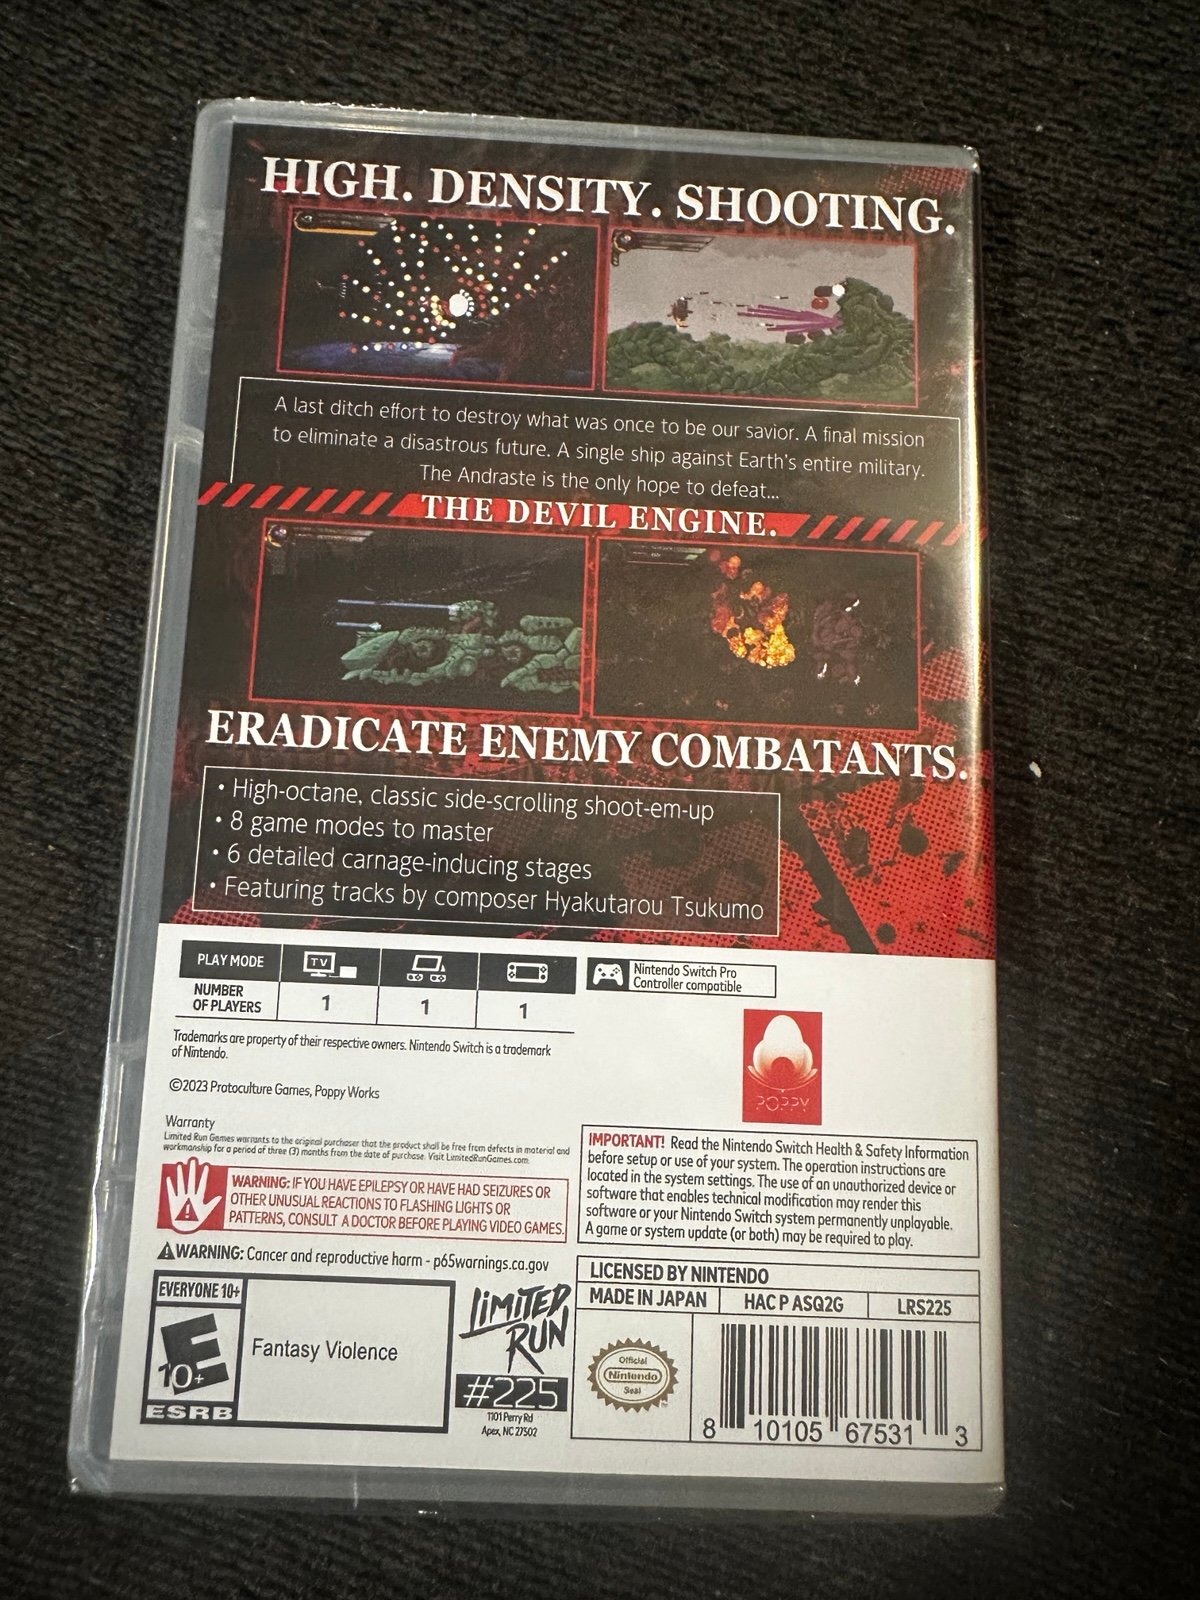 HIGH. DENSITY. SHOOTING.
A last ditch effort to destroy what was once to be our savior. A final mission
to eliminate a disastrous future. A single ship against Earth's entire military.
The Andraste is the only hope to defeat...
THE DEVIL ENGINE.
ERADICATE ENEMY COMBATANTS.
• High-octane, classic side-scrolling shoot-em-up
• 8 game modes to master
• 6 detailed carnage-inducing stages
• Featuring tracks by composer Hyakutarou Tsukumo
PLAY MODE
TV
NUMBER
OF PLAYERS
1
1
1
Nintendo Switch Pro
Controller compatible
Trademarks are property of their respective owners. Nintendo Switch is a trademark
of Nintendo.
©2023 Protoculture Games, Poppy Works
POPPY
Warranty
Limited Run Games warrants to the original purchaser that the product shall be free from defects in material and
workmanship for a period of three (3) months from the date of purchase. Visit LimitedRunGames.com.
WARNING: IF YOU HAVE EPILEPSY OR HAVE HAD SEIZURES OR
OTHER UNUSUAL REACTIONS TO FLASHING LIGHTS OR
PATTERNS, CONSULT A DOCTOR BEFORE PLAYING VIDEO GAMES.
WARNING: Cancer and reproductive harm - p65warnings.ca.gov
IMPORTANT! Read the Nintendo Switch Health & Safety Information
before setup or use of your system. The operation instructions are
located in the system settings. The use of an unauthorized device or
software that enables technical modification may render this
software or your Nintendo Switch system permanently unplayable.
A game or system update (or both) may be required to play.
EVERYONE 10+
E
10+
ESRB
Fantasy Violence
LiMiTED
RUN
#225
1101 Perry Rd
Apex, NC 27502
LICENSED BY NINTENDO
MADE IN JAPAN
HAC P ASQ2G
LRS225
Official
Nintendo
Seal
8 10105 67531 3